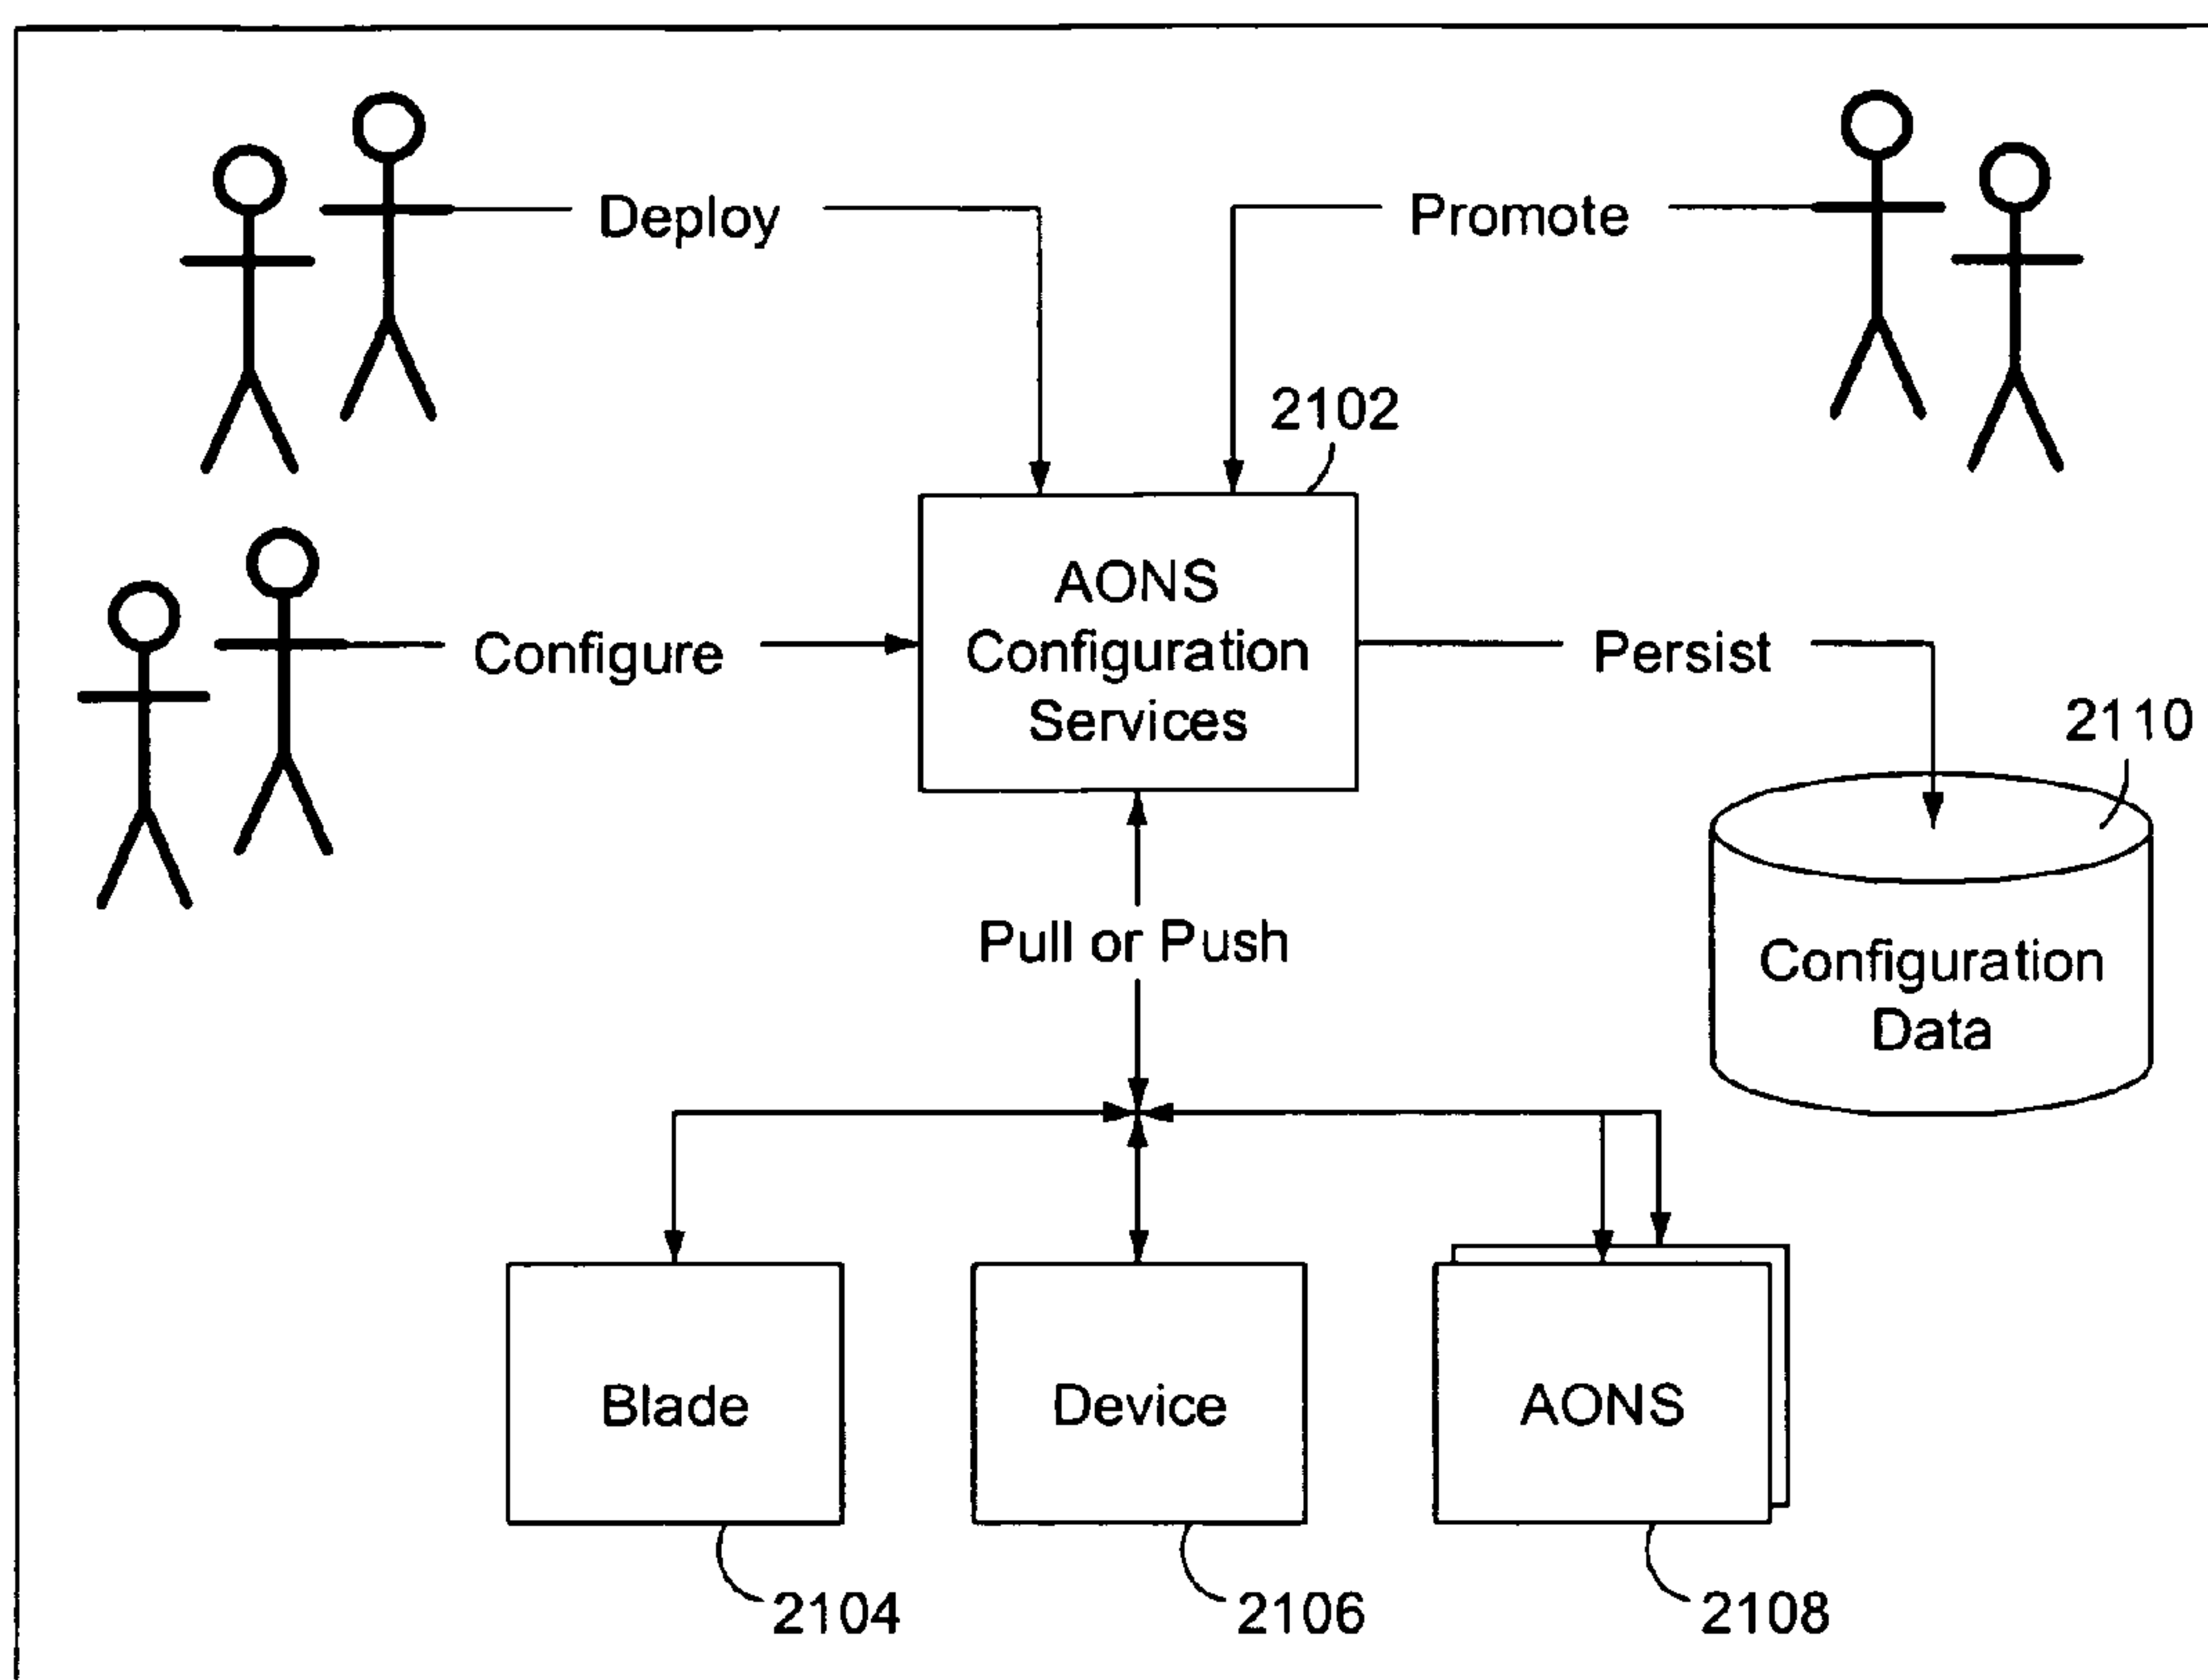 Deploy
Promote
2102
AONS
Configuration
Services
Configure
Persist
2110
Pull or Push
Configuration
Data
Blade
Device
AONS
2104
2106
2108